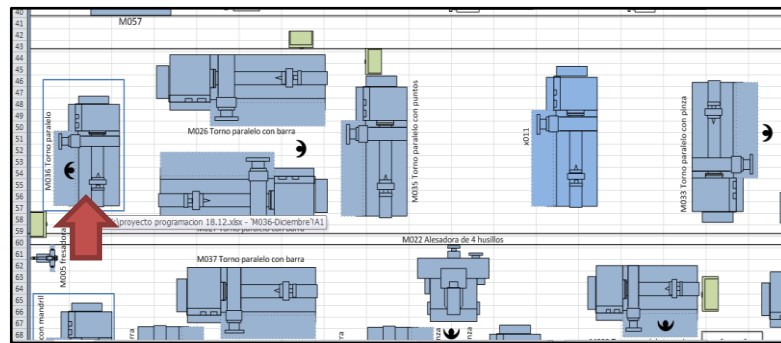 40
41
42
43
44
45
46
47
48
49
50
51
52
53
54
55
56
57
58
59
60
61
62
63
64
65
66
67
68
M057
M036 Torno paralelo
M026 Torno paralelo con barra
M035 Torno paralelo con puntos
x011
M033 Torno paralelo con pinza
\proyecto programacion 18.12.xlsx - 'M036-Diciembre'!A1
M022 Alesadora de 4 husillos
M005 fresadora
M037 Torno paralelo con barra
con mandril